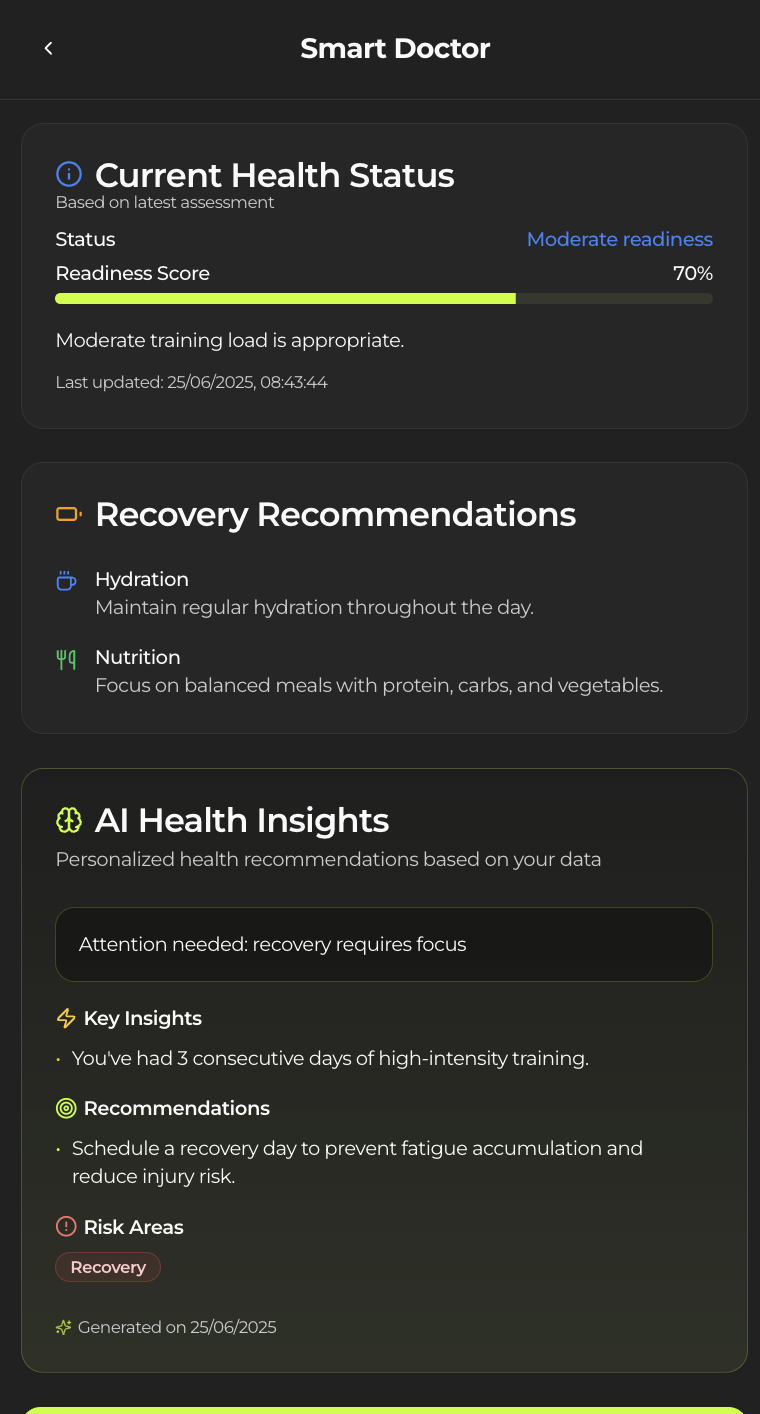 Smart Doctor
Current Health Status
Based on latest assessment
Status
Moderate readiness
Readiness Score
70%
Moderate training load is appropriate.
Last updated: 25/06/2025, 08:43:44
Recovery Recommendations
Hydration
Maintain regular hydration throughout the day.
Nutrition
Focus on balanced meals with protein, carbs, and vegetables.
AI Health Insights
Personalized health recommendations based on your data
Attention needed: recovery requires focus
Key Insights
• You've had 3 consecutive days of high-intensity training.
Recommendations
• Schedule a recovery day to prevent fatigue accumulation and
reduce injury risk.
Risk Areas
Recovery
Generated on 25/06/2025